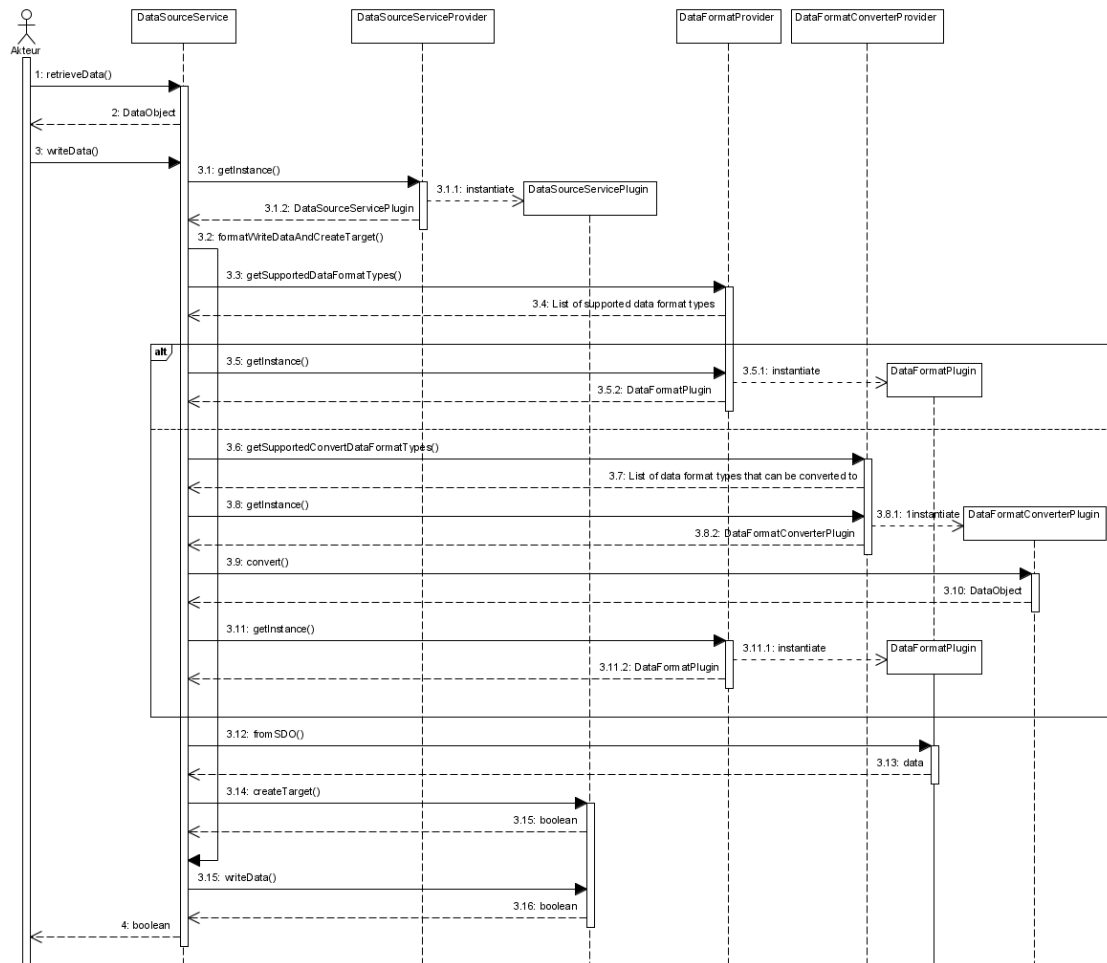 DataSourceService
DataSourceServiceProvider
DataFormatProvider
DataFormatConverterProvider
Akteur
1: retrieveData()
2: DataObject
3: writeData()
3.1: getInstance()
3.1.1: instantiate
DataSourceServicePlugin
3.1.2: DataSourceServicePlugin
3.2: formatWriteDataAndCreateTarget()
3.3: getSupportedDataFormatTypes()
3.4: List of supported data format types
alt
3.5: getInstance()
3.5.1: instantiate
DataFormatPlugin
3.5.2: DataFormatPlugin
3.6: getSupportedConvertDataFormatTypes()
3.7: List of data format types that can be converted to
3.8: getInstance()
3.8.1: 1instantiate
DataFormatConverterPlugin
3.8.2: DataFormatConverterPlugin
3.9: convert()
3.10: DataObject
3.11: getInstance()
3.11.1: instantiate
DataFormatPlugin
3.11.2: DataFormatPlugin
3.12: fromSDO()
3.13: data
3.14: createTarget()
3.15: boolean
3.15: writeData()
3.16: boolean
4: boolean